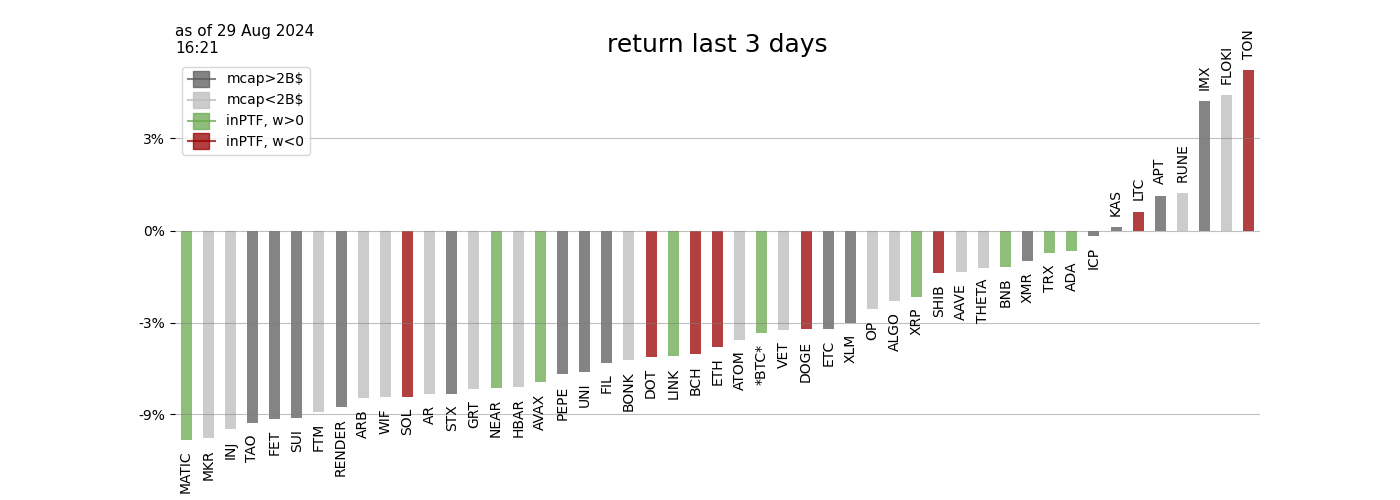 as of 29 Aug 2024
16:21
return last 3 days
mcap>2B$
mcap<2B$
inPTF, w>0
inPTF, w<0
3%
0%
-3%
-9%
MATIC
MKR
INJ
TAO
FET
SUI
FTM
RENDER
ARB
WIF
SOL
AR
STX
GRT
NEAR
HBAR
AVAX
PEPE
UNI
FIL
BONK
DOT
LINK
BCH
ETH
ATOM
*BTC*
VET
DOGE
ETC
XLM
OP
ALGO
XRP
SHIB
AAVE
THETA
BNB
XMR
TRX
ADA
ICP
KAS
LTC
APT
RUNE
IMX
FLOKI
TON